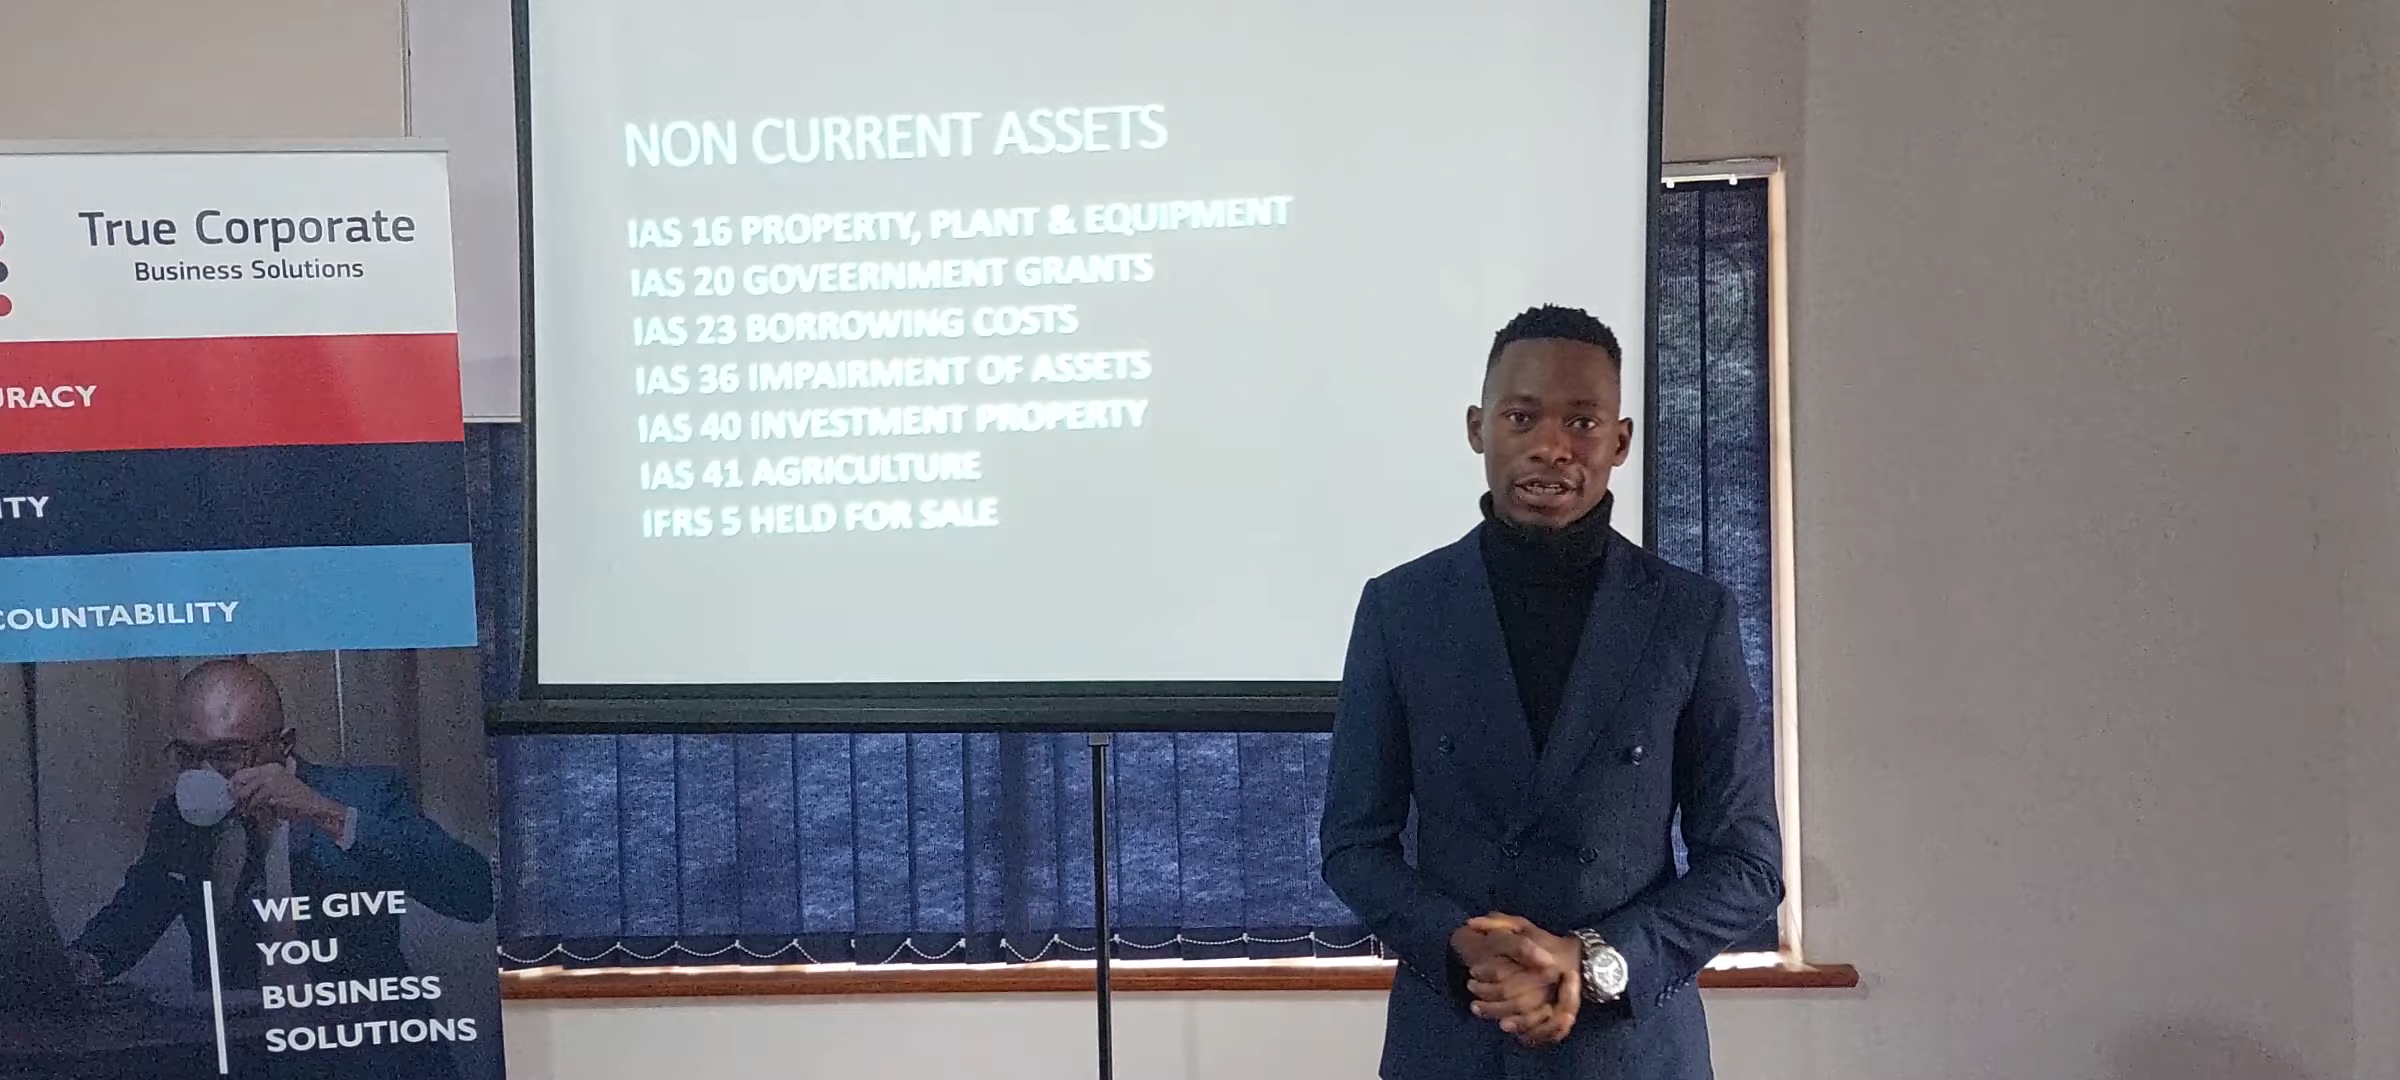 True Corporate
Business Solutions
URACY
ITY
COUNTABILITY
WE GIVE
YOU
BUSINESS
SOLUTIONS
NON CURRENT ASSETS
IAS 16 PROPERTY, PLANT & EQUIPMENT
IAS 20 GOVEERNMENT GRANTS
IAS 23 BORROWING COSTS
IAS 36 IMPAIRMENT OF ASSETS
IAS 40 INVESTMENT PROPERTY
IAS 41 AGRICULTURE
IFRS 5 HELD FOR SALE